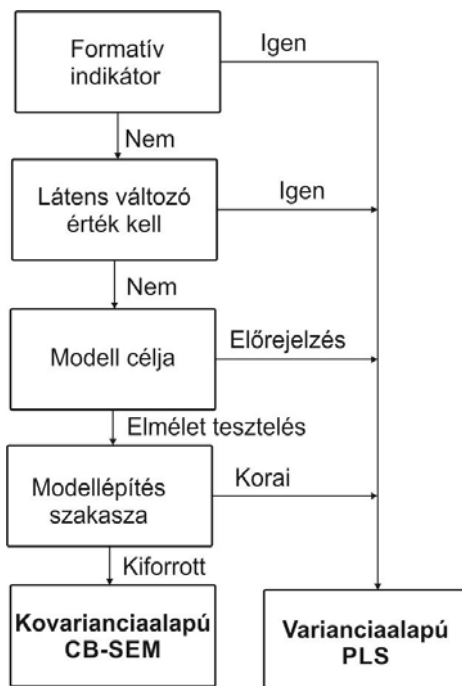 Formatív
indikátor
Igen
Nem
Látens változó
érték kell
Igen
Nem
Modell célja
Előrejelzés
Elmélet tesztelés
Modellépítés
szakasza
Korai
Kiforrott
Kovarianciaalapú
CB-SEM
Varianciaalapú
PLS